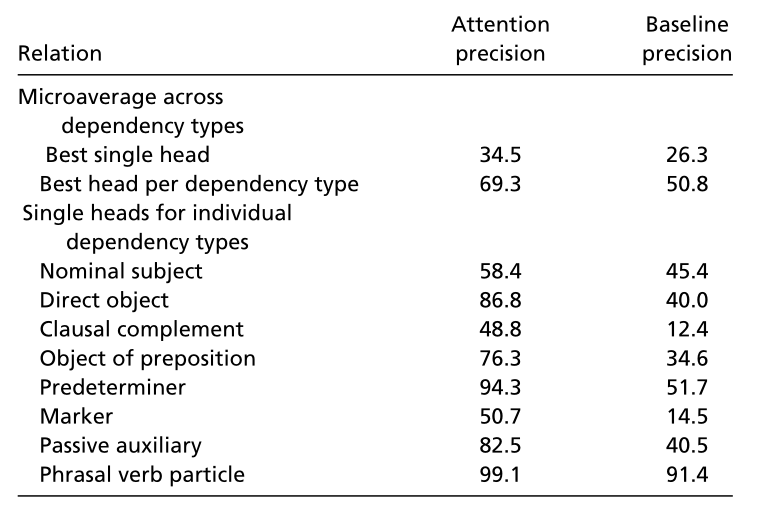 Relation Attention precision Baseline precision
Microaverage across
dependency types
Best single head 34.5 26.3
Best head per dependency type 69.3 50.8
Single heads for individual
dependency types
Nominal subject 58.4 45.4
Direct object 86.8 40.0
Clausal complement 48.8 12.4
Object of preposition 76.3 34.6
Predeterminer 94.3 51.7
Marker 50.7 14.5
Passive auxiliary 82.5 40.5
Phrasal verb particle 99.1 91.4